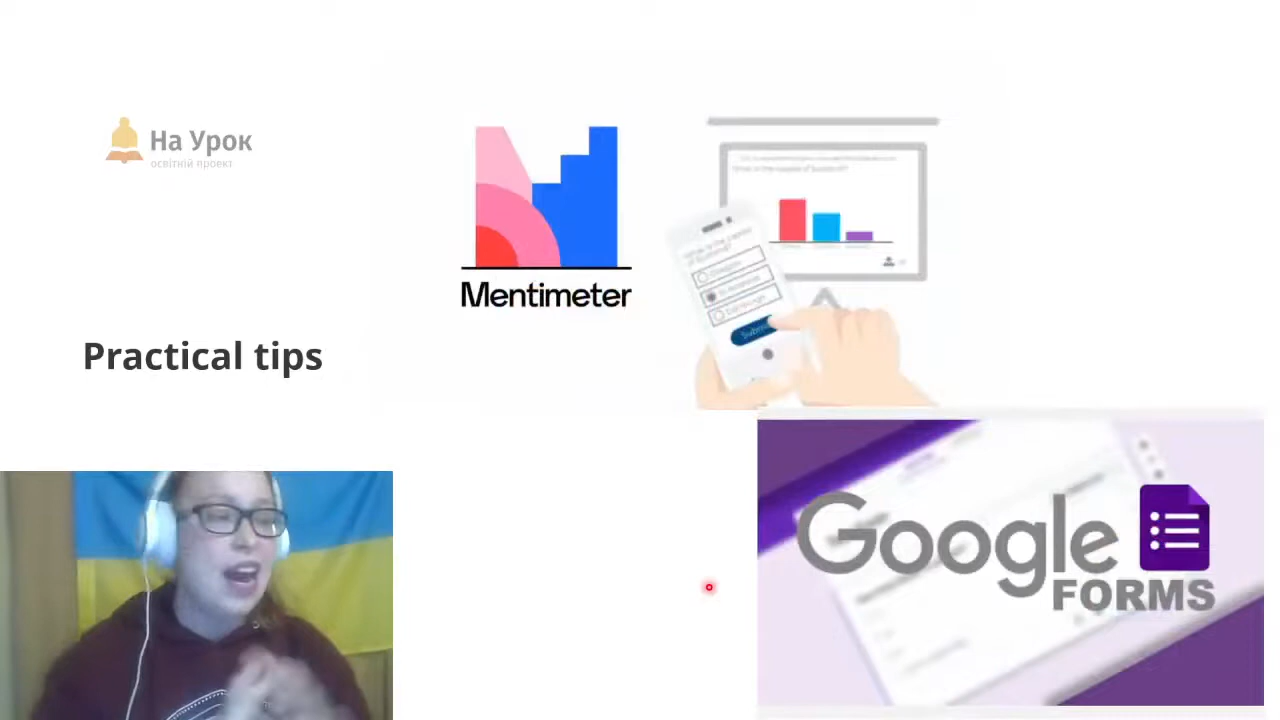 На Урок
освітній проект
Mentimeter
Practical tips
Google
FORMS